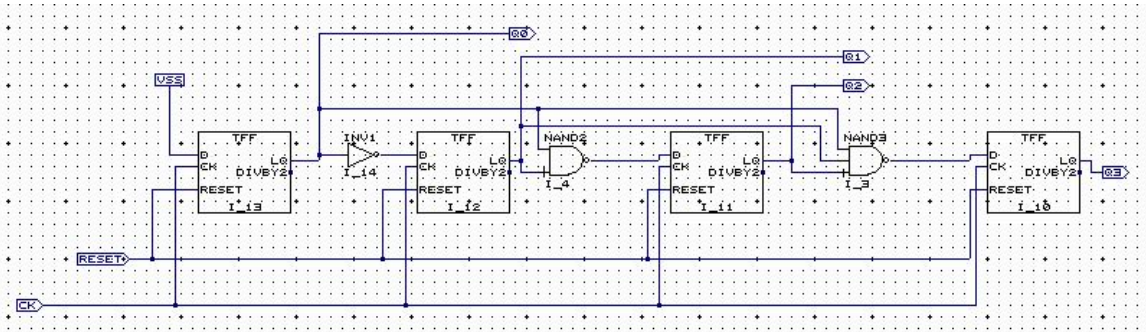 Q0
Q1
VSS
Q2
TFF
D
CK
LQ
DIVBY2
RESET
I_13
INV1
I_14
TFF
D
CK
LQ
DIVBY2
RESET
I_12
NAND2
I_4
TFF
D
CK
LQ
DIVBY2
RESET
I_11
NAND3
I_3
TFF
D
CK
LQ
DIVBY2
RESET
I_10
Q3
RESET
CK